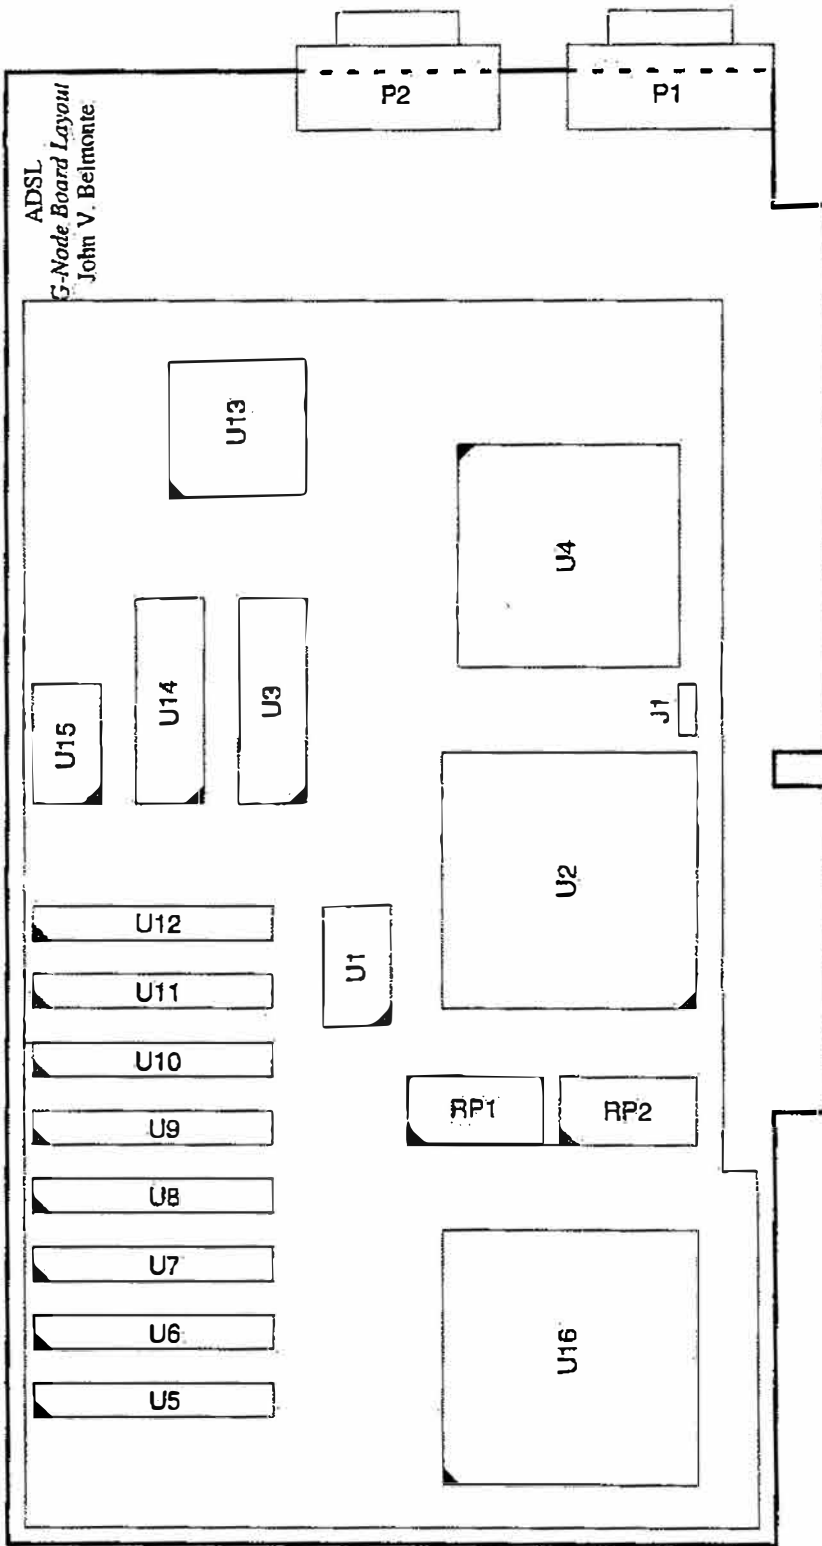 P2
P1
ADSL
G-Node Board Layout
John V. Belmonte
U13
U4
U14
U3
J1
U15
U2
U12
U1
U11
U10
RP1
RP2
U9
U8
U7
U16
U6
U5